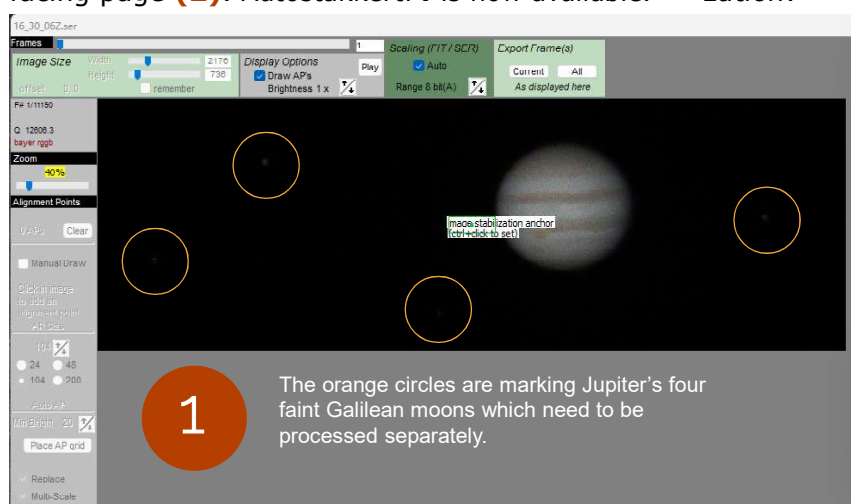 16_30_06Z.ser
Frames
1
Image Size
Width
2176
Height
736
offset
0, 0
remember
Display Options
Draw AP's
Brightness 1 x
Play
Scaling (FIT/SER)
Auto
Range 8 bit(A)
Export Frame(s)
Current
All
As displayed here
F# 1/11190
Q 12606.3
bayer rggb
Zoom
40%
Alignment Points
0 APs
Clear
Manual Draw
Click in image
to add an
alignment point
AP Size
104
24
48
104
200
Auto AP
Min Bright
20
Place AP grid
Replace
Multi-Scale
Image stabilization anchor
(ctrl+click to set)
1
The orange circles are marking Jupiter's four
faint Galilean moons which need to be
processed separately.